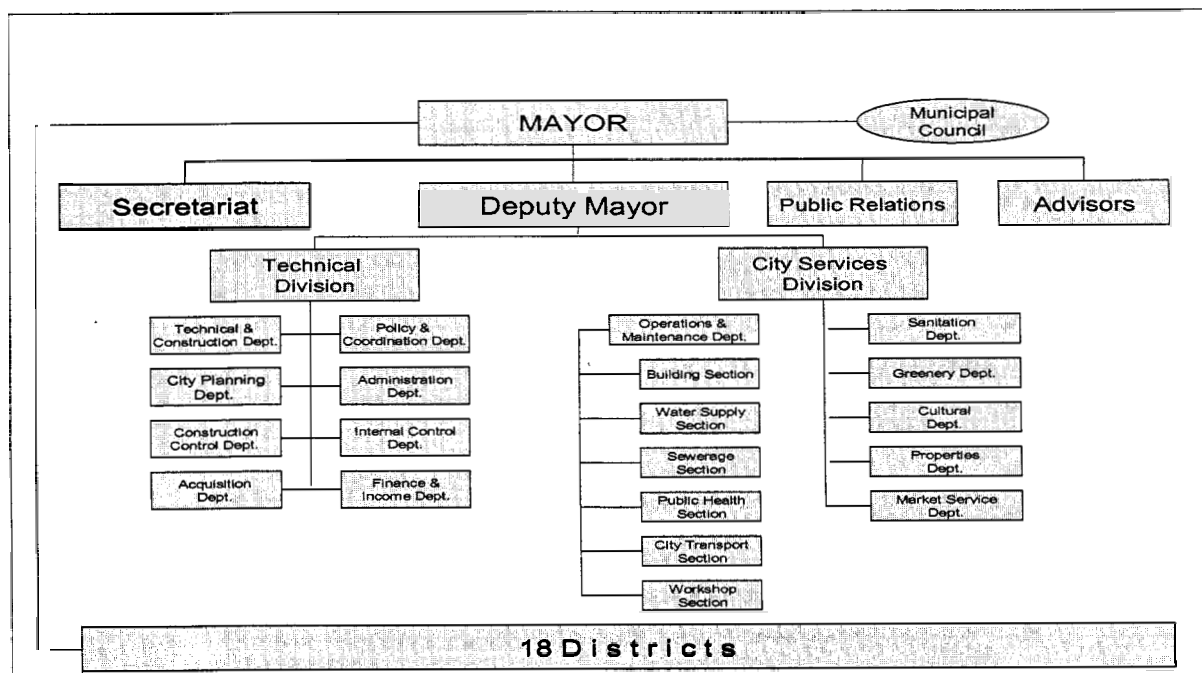 MAYOR
Municipal
Council
Secretariat
Deputy Mayor
Public Relations
Advisors
Technical
Division
City Services
Division
Technical &
Construction Dept.
Policy &
Coordination Dept.
City Planning
Dept.
Administration
Dept.
Construction
Control Dept.
Internal Control
Dept.
Acquisition
Dept.
Finance &
Income Dept.
Operations &
Maintenance Dept.
Building Section
Water Supply
Section
Sewerage
Section
Public Health
Section
City Transport
Section
Workshop
Section
Sanitation
Dept.
Greenery Dept.
Cultural
Dept.
Properties
Dept.
Market Service
Dept.
18 Districts